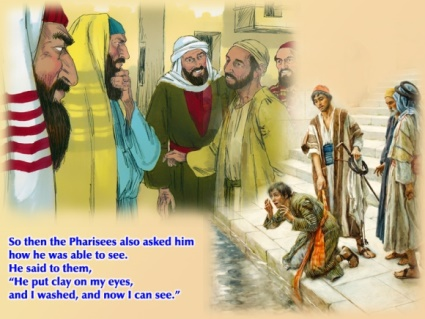 So then the Pharisees also asked him
how he was able to see.
He said to them,
“He put clay on my eyes,
and I washed, and now I can see.”